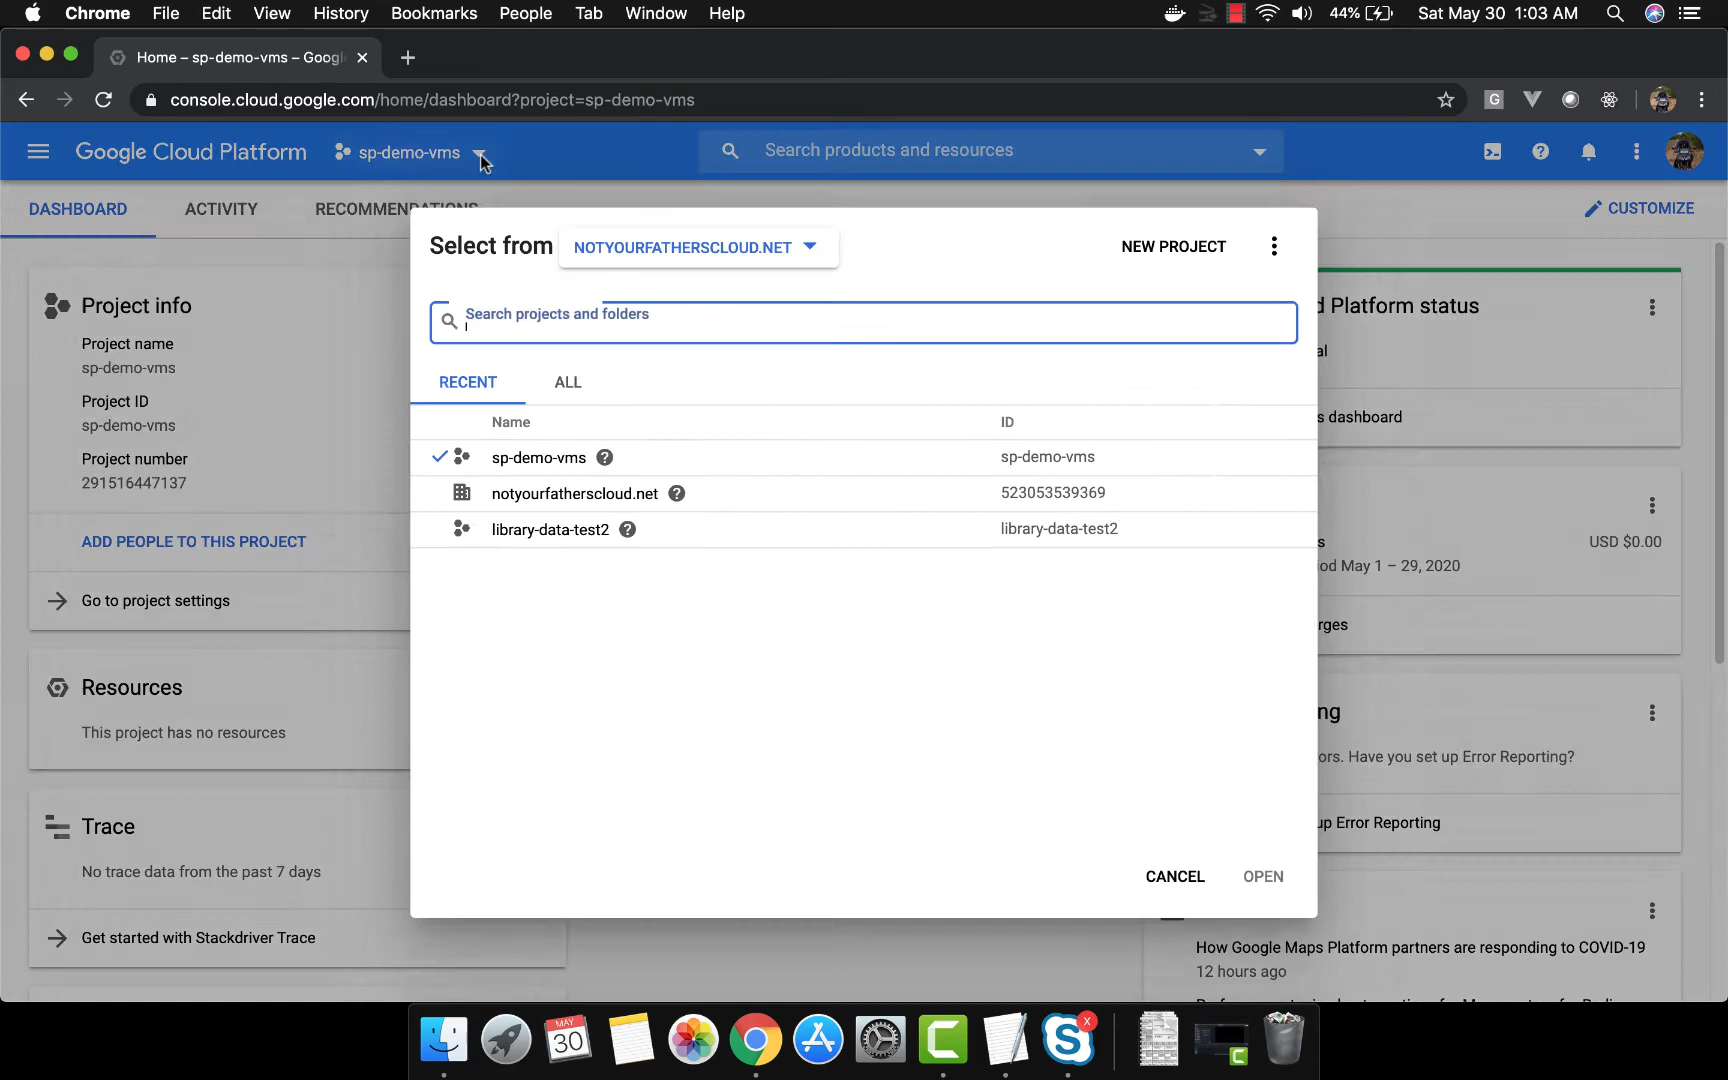 Chrome File Edit View History Bookmarks People Tab Window Help 44% Sat May 30 1:03 AM
Home – sp-demo-vms – Googl
console.cloud.google.com/home/dashboard?project=sp-demo-vms
G
Google Cloud Platform sp-demo-vms Search products and resources
DASHBOARD ACTIVITY RECOMMENDATIONS CUSTOMIZE
Select from NOTYOURFATHERSCLOUD.NET NEW PROJECT
Search projects and folders
RECENT ALL
Name ID
sp-demo-vms sp-demo-vms
notyourfatherscloud.net 523053539369
library-data-test2 library-data-test2
CANCEL OPEN
Project info
Project name
sp-demo-vms
Project ID
sp-demo-vms
Project number
291516447137
ADD PEOPLE TO THIS PROJECT
Go to project settings
Resources
This project has no resources
Trace
No trace data from the past 7 days
Get started with Stackdriver Trace
d Platform status
al
s dashboard
s USD $0.00
od May 1 – 29, 2020
rges
ng
ors. Have you set up Error Reporting?
up Error Reporting
How Google Maps Platform partners are responding to COVID-19
12 hours ago
MAY
30